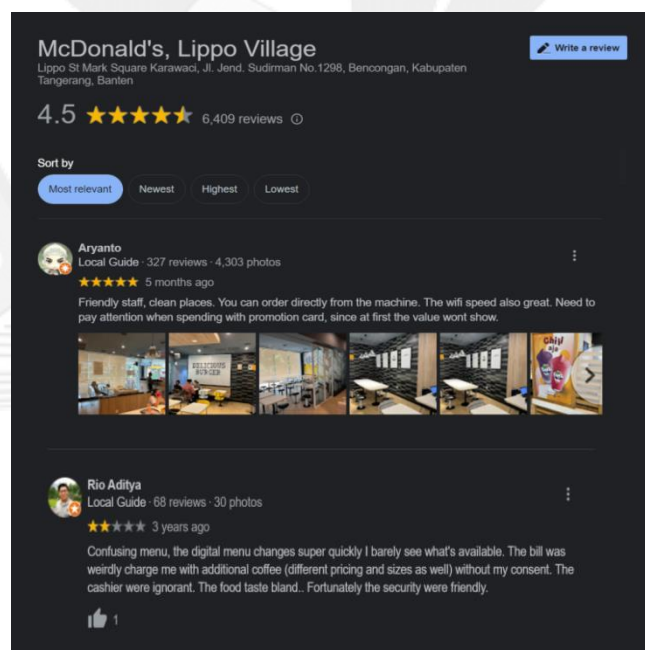 McDonald's, Lippo Village
Write a review
Lippo St Mark Square Karawaci, Jl. Jend. Sudirman No.1298, Bencongan, Kabupaten
Tangerang, Banten
4.5
6,409 reviews
Sort by
Most relevant
Newest
Highest
Lowest
Aryanto
Local Guide · 327 reviews · 4,303 photos
5 months ago
Friendly staff, clean places. You can order directly from the machine. The wifi speed also great. Need to
pay attention when spending with promotion card, since at first the value wont show.
DELICIOUS
BURGER
Rio Aditya
Local Guide · 68 reviews · 30 photos
3 years ago
Confusing menu, the digital menu changes super quickly I barely see what's available. The bill was
weirdly charge me with additional coffee (different pricing and sizes as well) without my consent. The
cashier were ignorant. The food taste bland.. Fortunately the security were friendly.
1